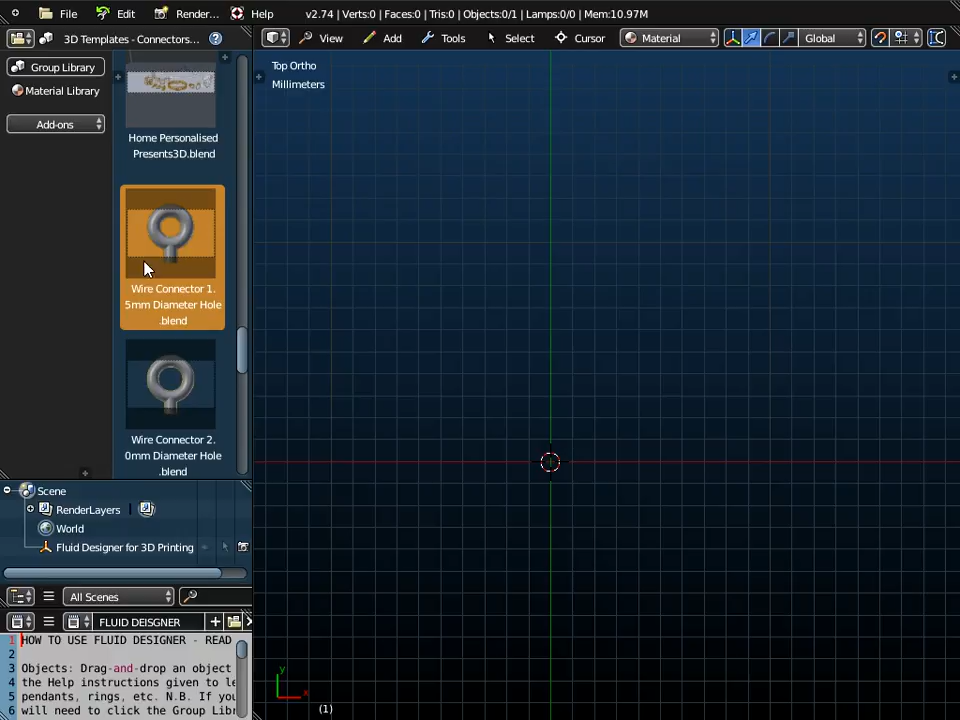 File Edit Render... Help v2.74 | Verts:0 | Faces:0 | Tris:0 | Objects:0/1 | Lamps:0/0 | Mem:10.97M
3D Templates - Connectors... View Add Tools Select Cursor Material Global
Group Library
Material Library
Add-ons
Home Personalised
Presents3D.blend
Wire Connector 1.
5mm Diameter Hole
.blend
Wire Connector 2.
0mm Diameter Hole
.blend
Top Ortho
Millimeters
Scene
RenderLayers
World
Fluid Designer for 3D Printing
All Scenes
FLUID DEISGNER
1 HOW TO USE FLUID DESIGNER - READ
2
3 Objects: Drag-and-drop an object
4 the Help instructions given to le
5 pendants, rings, etc. N.B. If you
6 will need to click the Group Libr
y
x
(1)